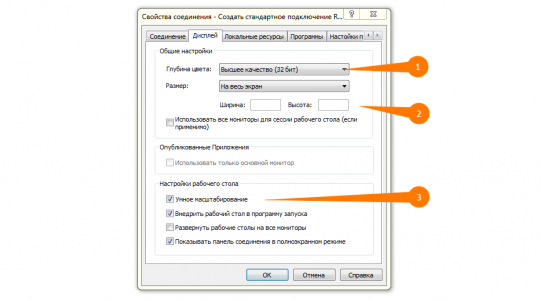 Свойства соединения - Создать стандартное подключение R...
Соединение Дисплей Локальные ресурсы Программы Настойки п
Общие настройки
Глубина цвета: Высшее качество (32 бит)
1
Размер: На весь экран
Ширина: Высота:
2
Использовать все мониторы для сессии рабочего стола (если
применимо)
Опубликованные Приложения
Использовать только основной монитор
Настройки рабочего стола
Умное масштабирование
3
Внедрить рабочий стол в программу запуска
Развернуть рабочие столы на все мониторы
Показывать панель соединения в полноэкранном режиме
OK Отмена Справка